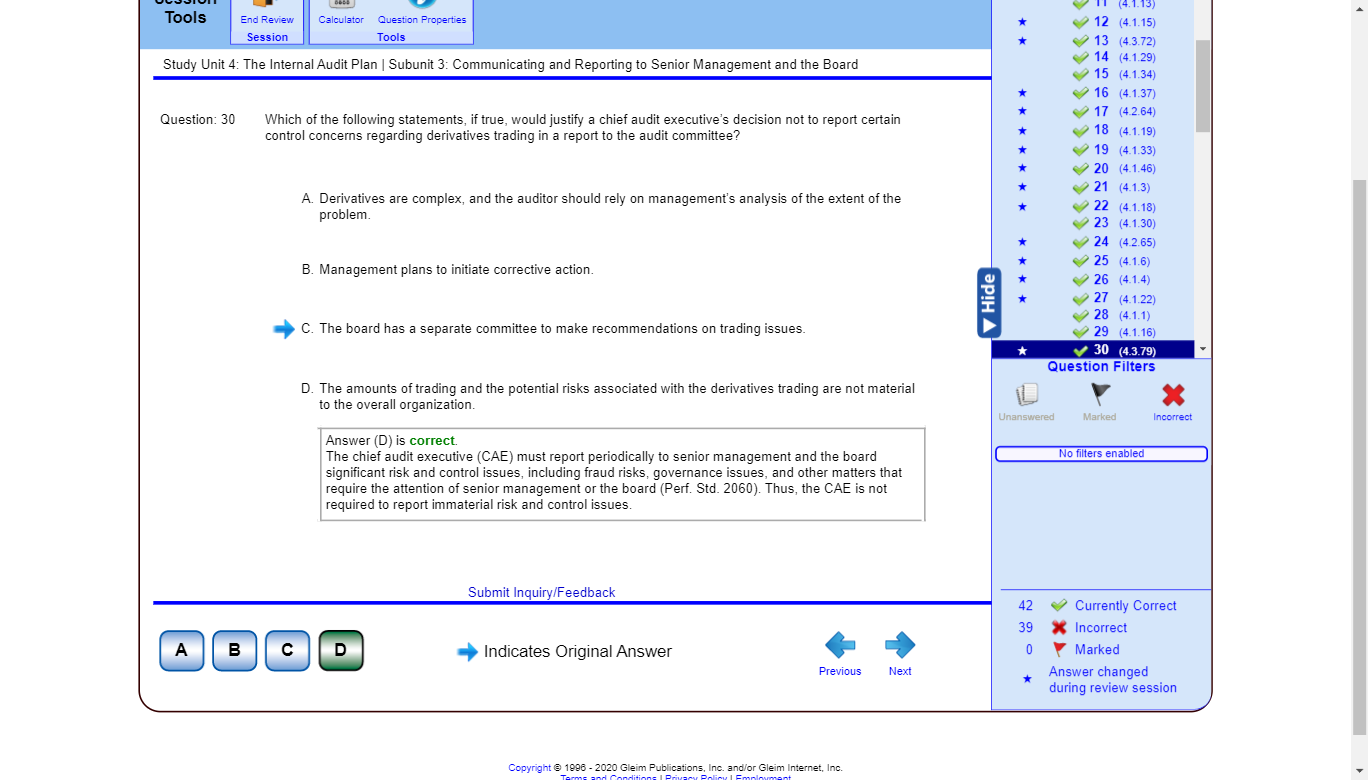 Session
Tools
End Review
Session
Calculator
Question Properties
Tools
Study Unit 4: The Internal Audit Plan | Subunit 3: Communicating and Reporting to Senior Management and the Board
Question: 30
Which of the following statements, if true, would justify a chief audit executive's decision not to report certain
control concerns regarding derivatives trading in a report to the audit committee?
A. Derivatives are complex, and the auditor should rely on management's analysis of the extent of the
problem.
B. Management plans to initiate corrective action.
C. The board has a separate committee to make recommendations on trading issues.
D. The amounts of trading and the potential risks associated with the derivatives trading are not material
to the overall organization.
Answer (D) is correct.
The chief audit executive (CAE) must report periodically to senior management and the board
significant risk and control issues, including fraud risks, governance issues, and other matters that
require the attention of senior management or the board (Perf. Std. 2060). Thus, the CAE is not
required to report immaterial risk and control issues.
Submit Inquiry/Feedback
A B C D
Indicates Original Answer
Previous
Next
11 (4.1.13)
12 (4.1.15)
13 (4.3.72)
14 (4.1.29)
15 (4.1.34)
16 (4.1.37)
17 (4.2.64)
18 (4.1.19)
19 (4.1.33)
20 (4.1.46)
21 (4.1.3)
22 (4.1.18)
23 (4.1.30)
24 (4.2.65)
25 (4.1.6)
26 (4.1.4)
27 (4.1.22)
28 (4.1.1)
29 (4.1.16)
30 (4.3.79)
Hide
Question Filters
Unanswered
Marked
Incorrect
No filters enabled
42 Currently Correct
39 Incorrect
0 Marked
Answer changed
during review session
Copyright © 1996 - 2020 Gleim Publications, Inc. and/or Gleim Internet, Inc.
Terms and Conditions | Privacy Policy | Employment